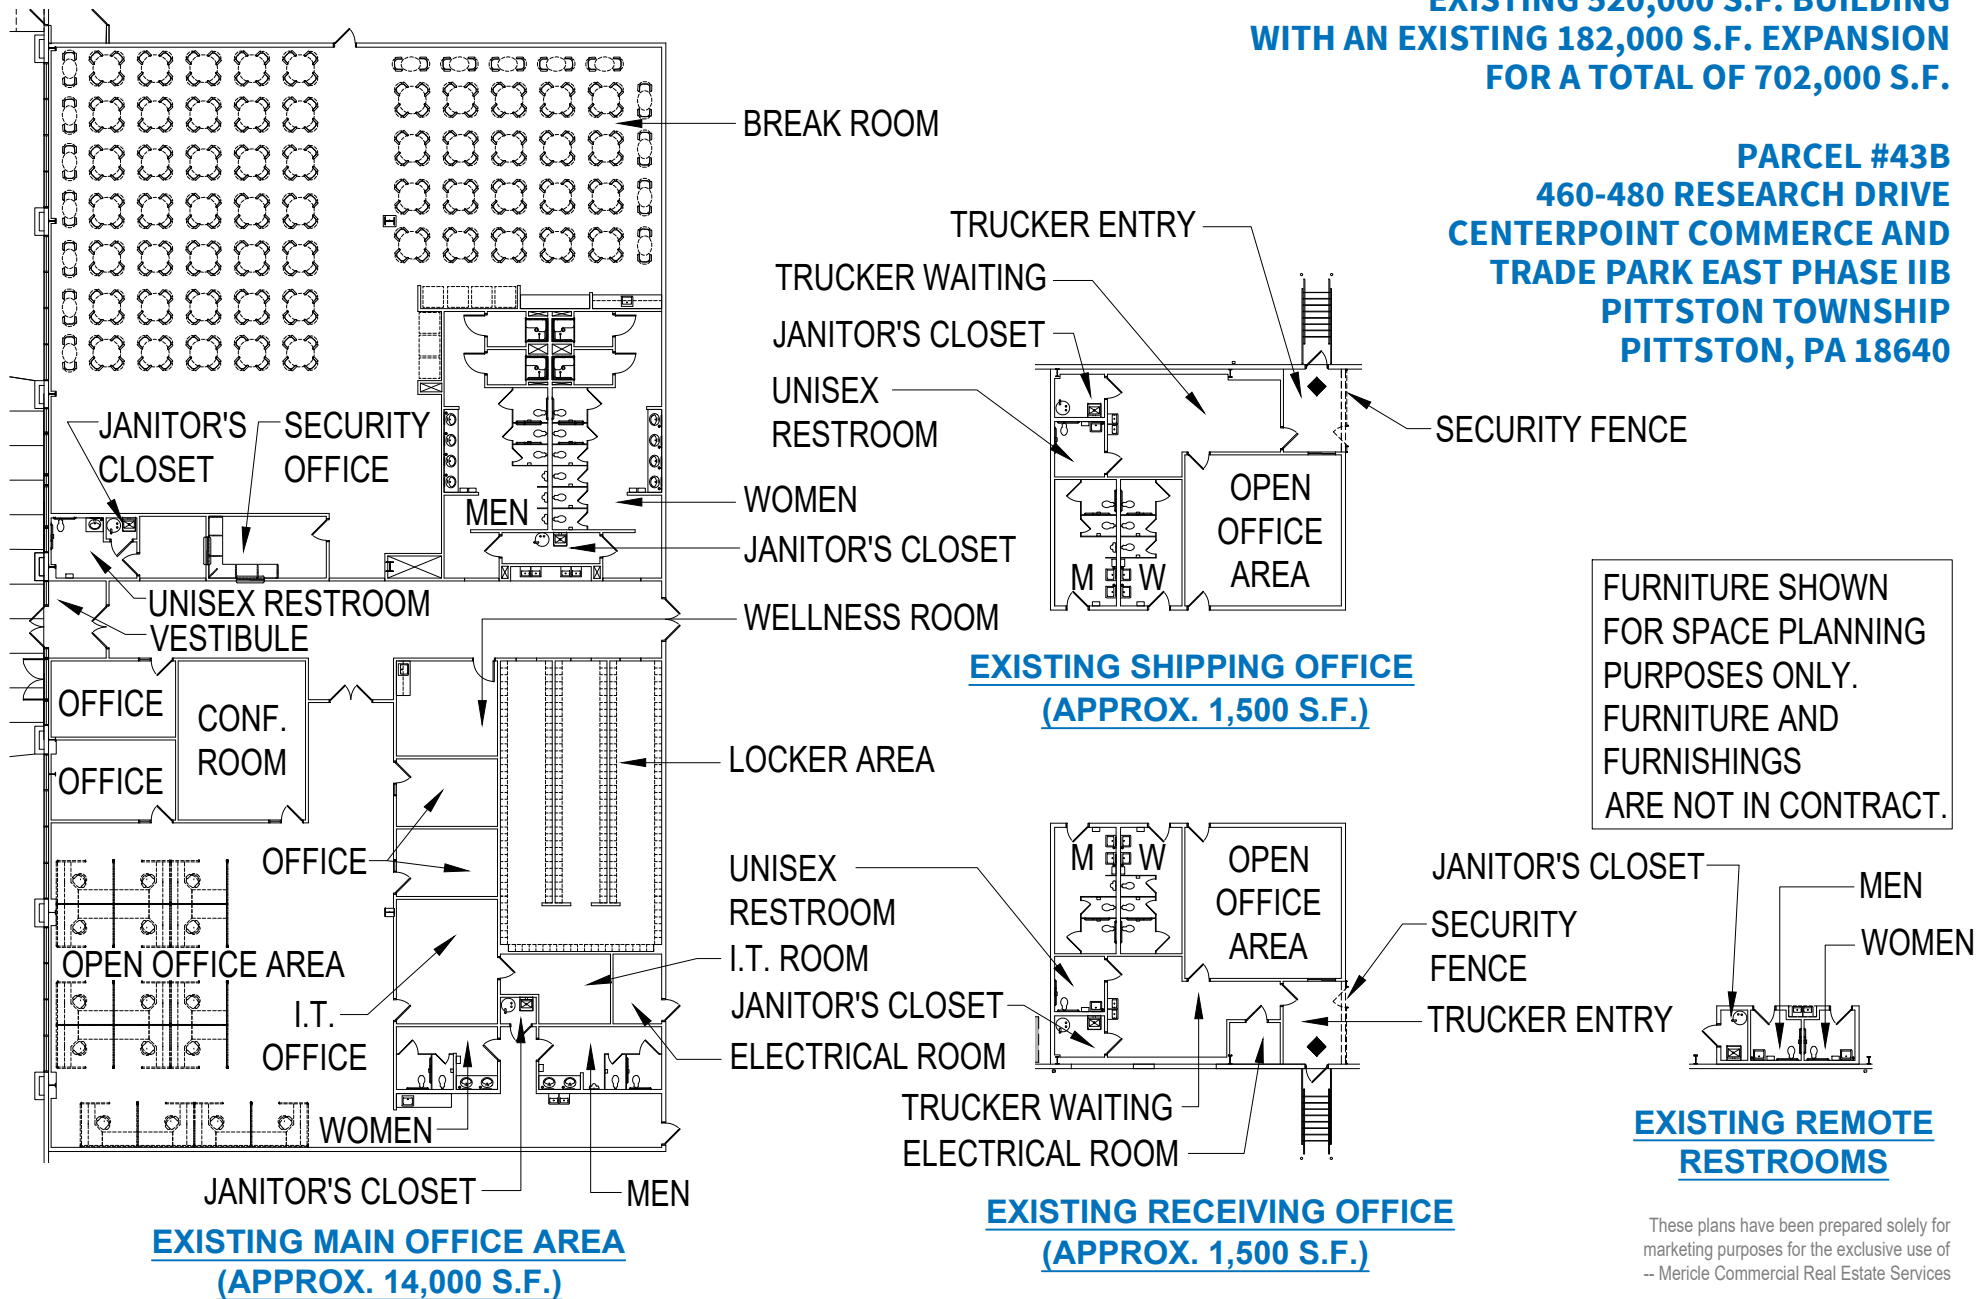 EXISTING 520,000 S.F. BUILDING
WITH AN EXISTING 182,000 S.F. EXPANSION
FOR A TOTAL OF 702,000 S.F.
PARCEL #43B
460-480 RESEARCH DRIVE
CENTERPOINT COMMERCE AND
TRADE PARK EAST PHASE IIB
PITTSTON TOWNSHIP
PITTSTON, PA 18640
BREAK ROOM
JANITOR'S
CLOSET
SECURITY
OFFICE
MEN
WOMEN
JANITOR'S CLOSET
UNISEX RESTROOM
VESTIBULE
WELLNESS ROOM
OFFICE
CONF.
ROOM
OFFICE
LOCKER AREA
OFFICE
OPEN OFFICE AREA
I.T.
OFFICE
I.T. ROOM
ELECTRICAL ROOM
WOMEN
JANITOR'S CLOSET
MEN
EXISTING MAIN OFFICE AREA
(APPROX. 14,000 S.F.)
TRUCKER ENTRY
TRUCKER WAITING
JANITOR'S CLOSET
UNISEX
RESTROOM
SECURITY FENCE
OPEN
OFFICE
AREA
M
W
EXISTING SHIPPING OFFICE
(APPROX. 1,500 S.F.)
M
W
OPEN
OFFICE
AREA
UNISEX
RESTROOM
JANITOR'S CLOSET
SECURITY
FENCE
TRUCKER ENTRY
TRUCKER WAITING
ELECTRICAL ROOM
EXISTING RECEIVING OFFICE
(APPROX. 1,500 S.F.)
FURNITURE SHOWN
FOR SPACE PLANNING
PURPOSES ONLY.
FURNITURE AND
FURNISHINGS
ARE NOT IN CONTRACT.
JANITOR'S CLOSET
MEN
WOMEN
EXISTING REMOTE
RESTROOMS
These plans have been prepared solely for
marketing purposes for the exclusive use of
-- Mericle Commercial Real Estate Services